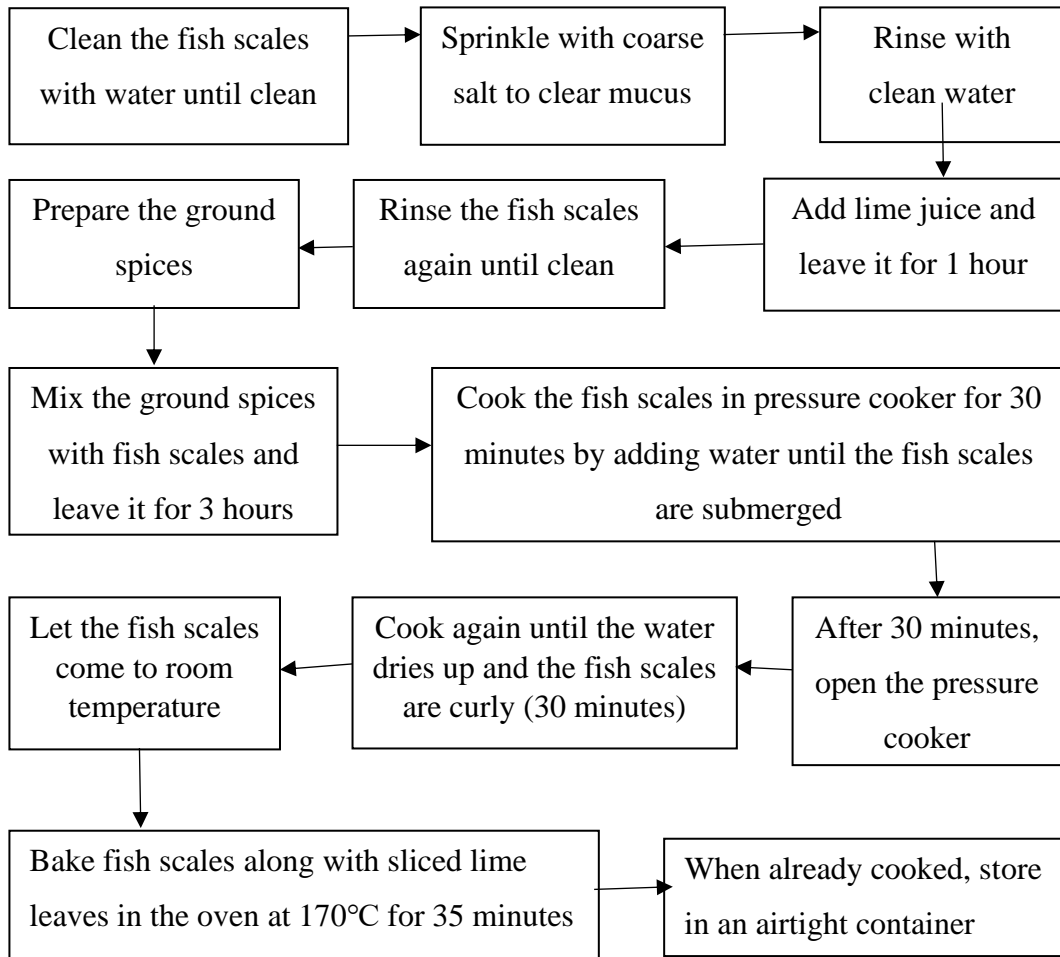 Clean the fish scales
with water until clean
Sprinkle with coarse
salt to clear mucus
Rinse with
clean water
Add lime juice and
leave it for 1 hour
Rinse the fish scales
again until clean
Prepare the ground
spices
Mix the ground spices
with fish scales and
leave it for 3 hours
Cook the fish scales in pressure cooker for 30
minutes by adding water until the fish scales
are submerged
After 30 minutes,
open the pressure
cooker
Cook again until the water
dries up and the fish scales
are curly (30 minutes)
Let the fish scales
come to room
temperature
Bake fish scales along with sliced lime
leaves in the oven at 170℃ for 35 minutes
When already cooked, store
in an airtight container